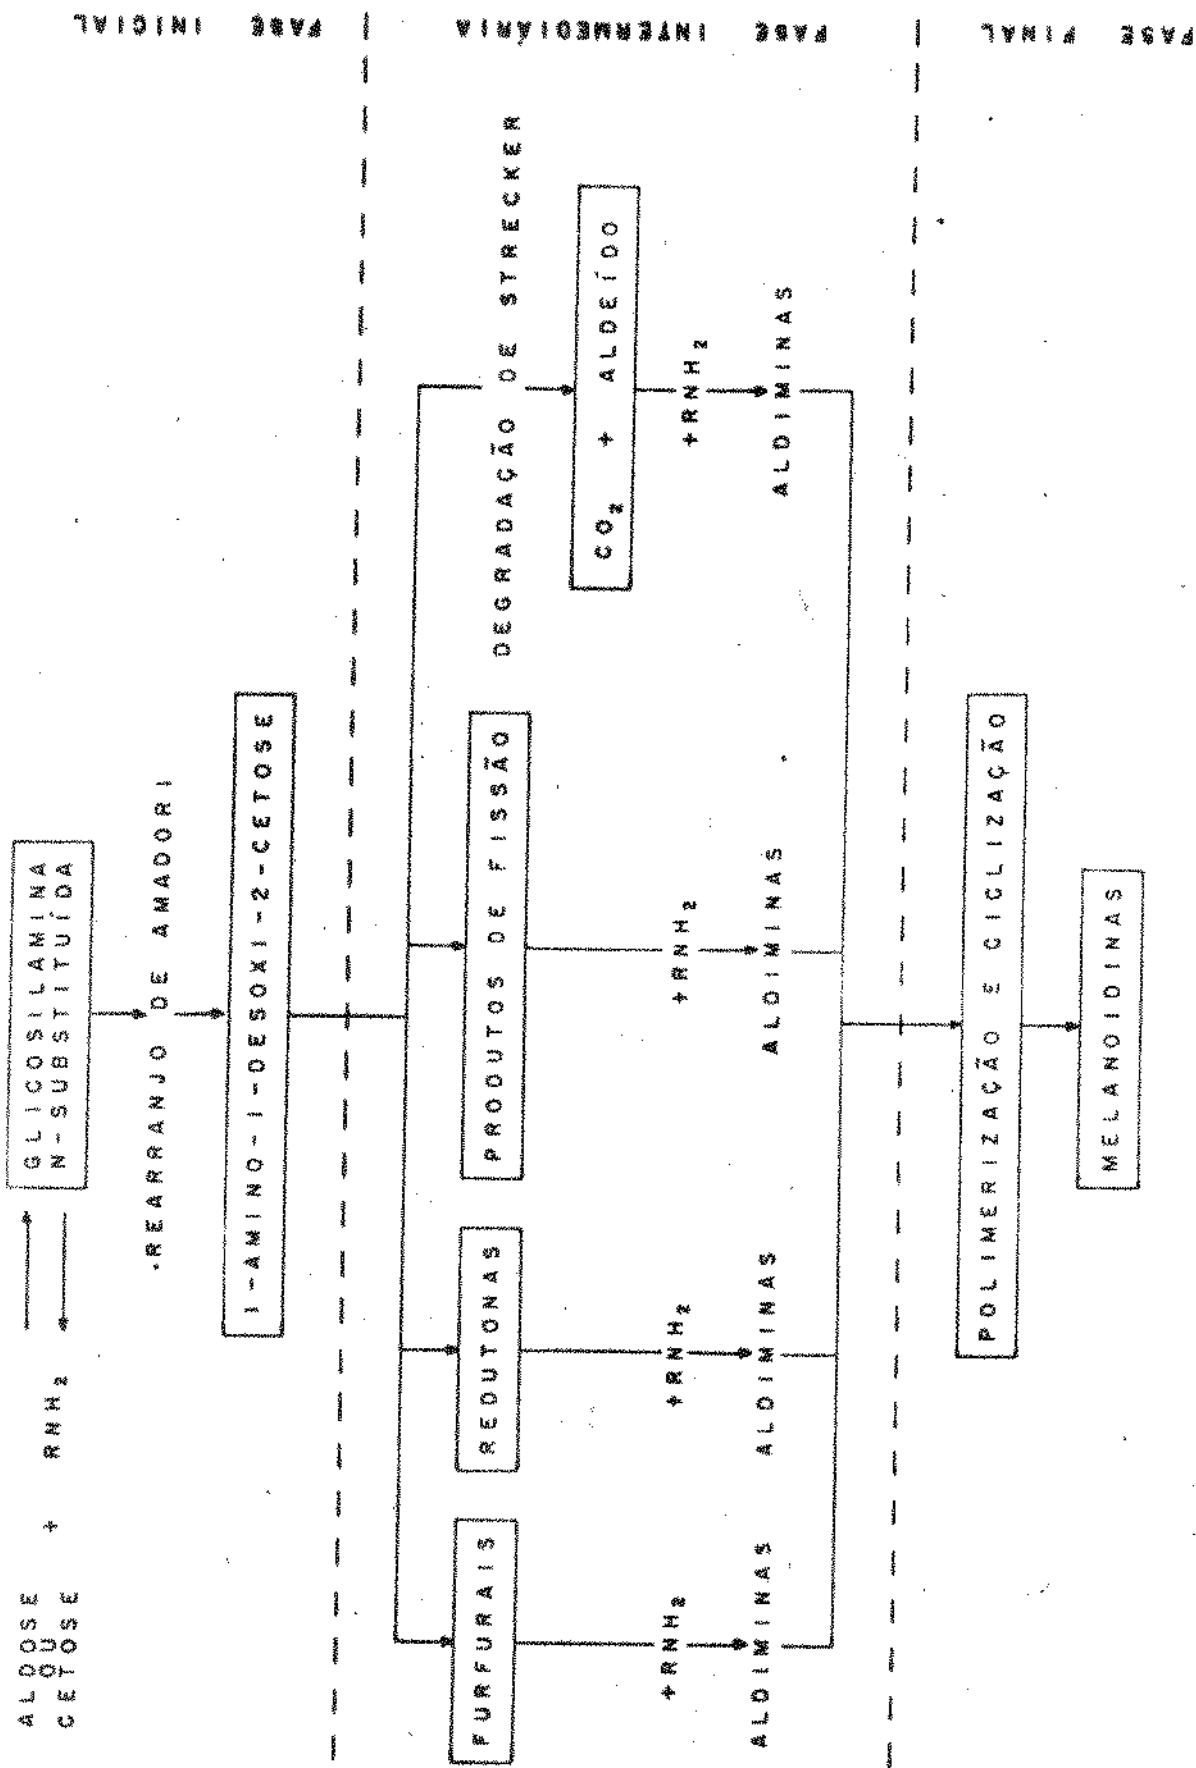 ALDOSE
OU
CETOSE
+ RNH₂
GLICOSILAMINA
N-SUBSTITUÍDA
REARRANJO DE AMADORI
1-AMINO-1-DESOXI-2-CETOSE
FASE INICIAL
FURFURAIS
REDUTONAS
PRODUTOS DE FISSÃO
DEGRADAÇÃO DE STRECKER
CO₂ + ALDEÍDO
+RNH₂
+RNH₂
+RNH₂
+RNH₂
ALDIMINAS
ALDIMINAS
ALDIMINAS
ALDIMINAS
FASE INTERMEDIÁRIA
POLIMERIZAÇÃO E CICLIZAÇÃO
MELANOIDINAS
FASE FINAL